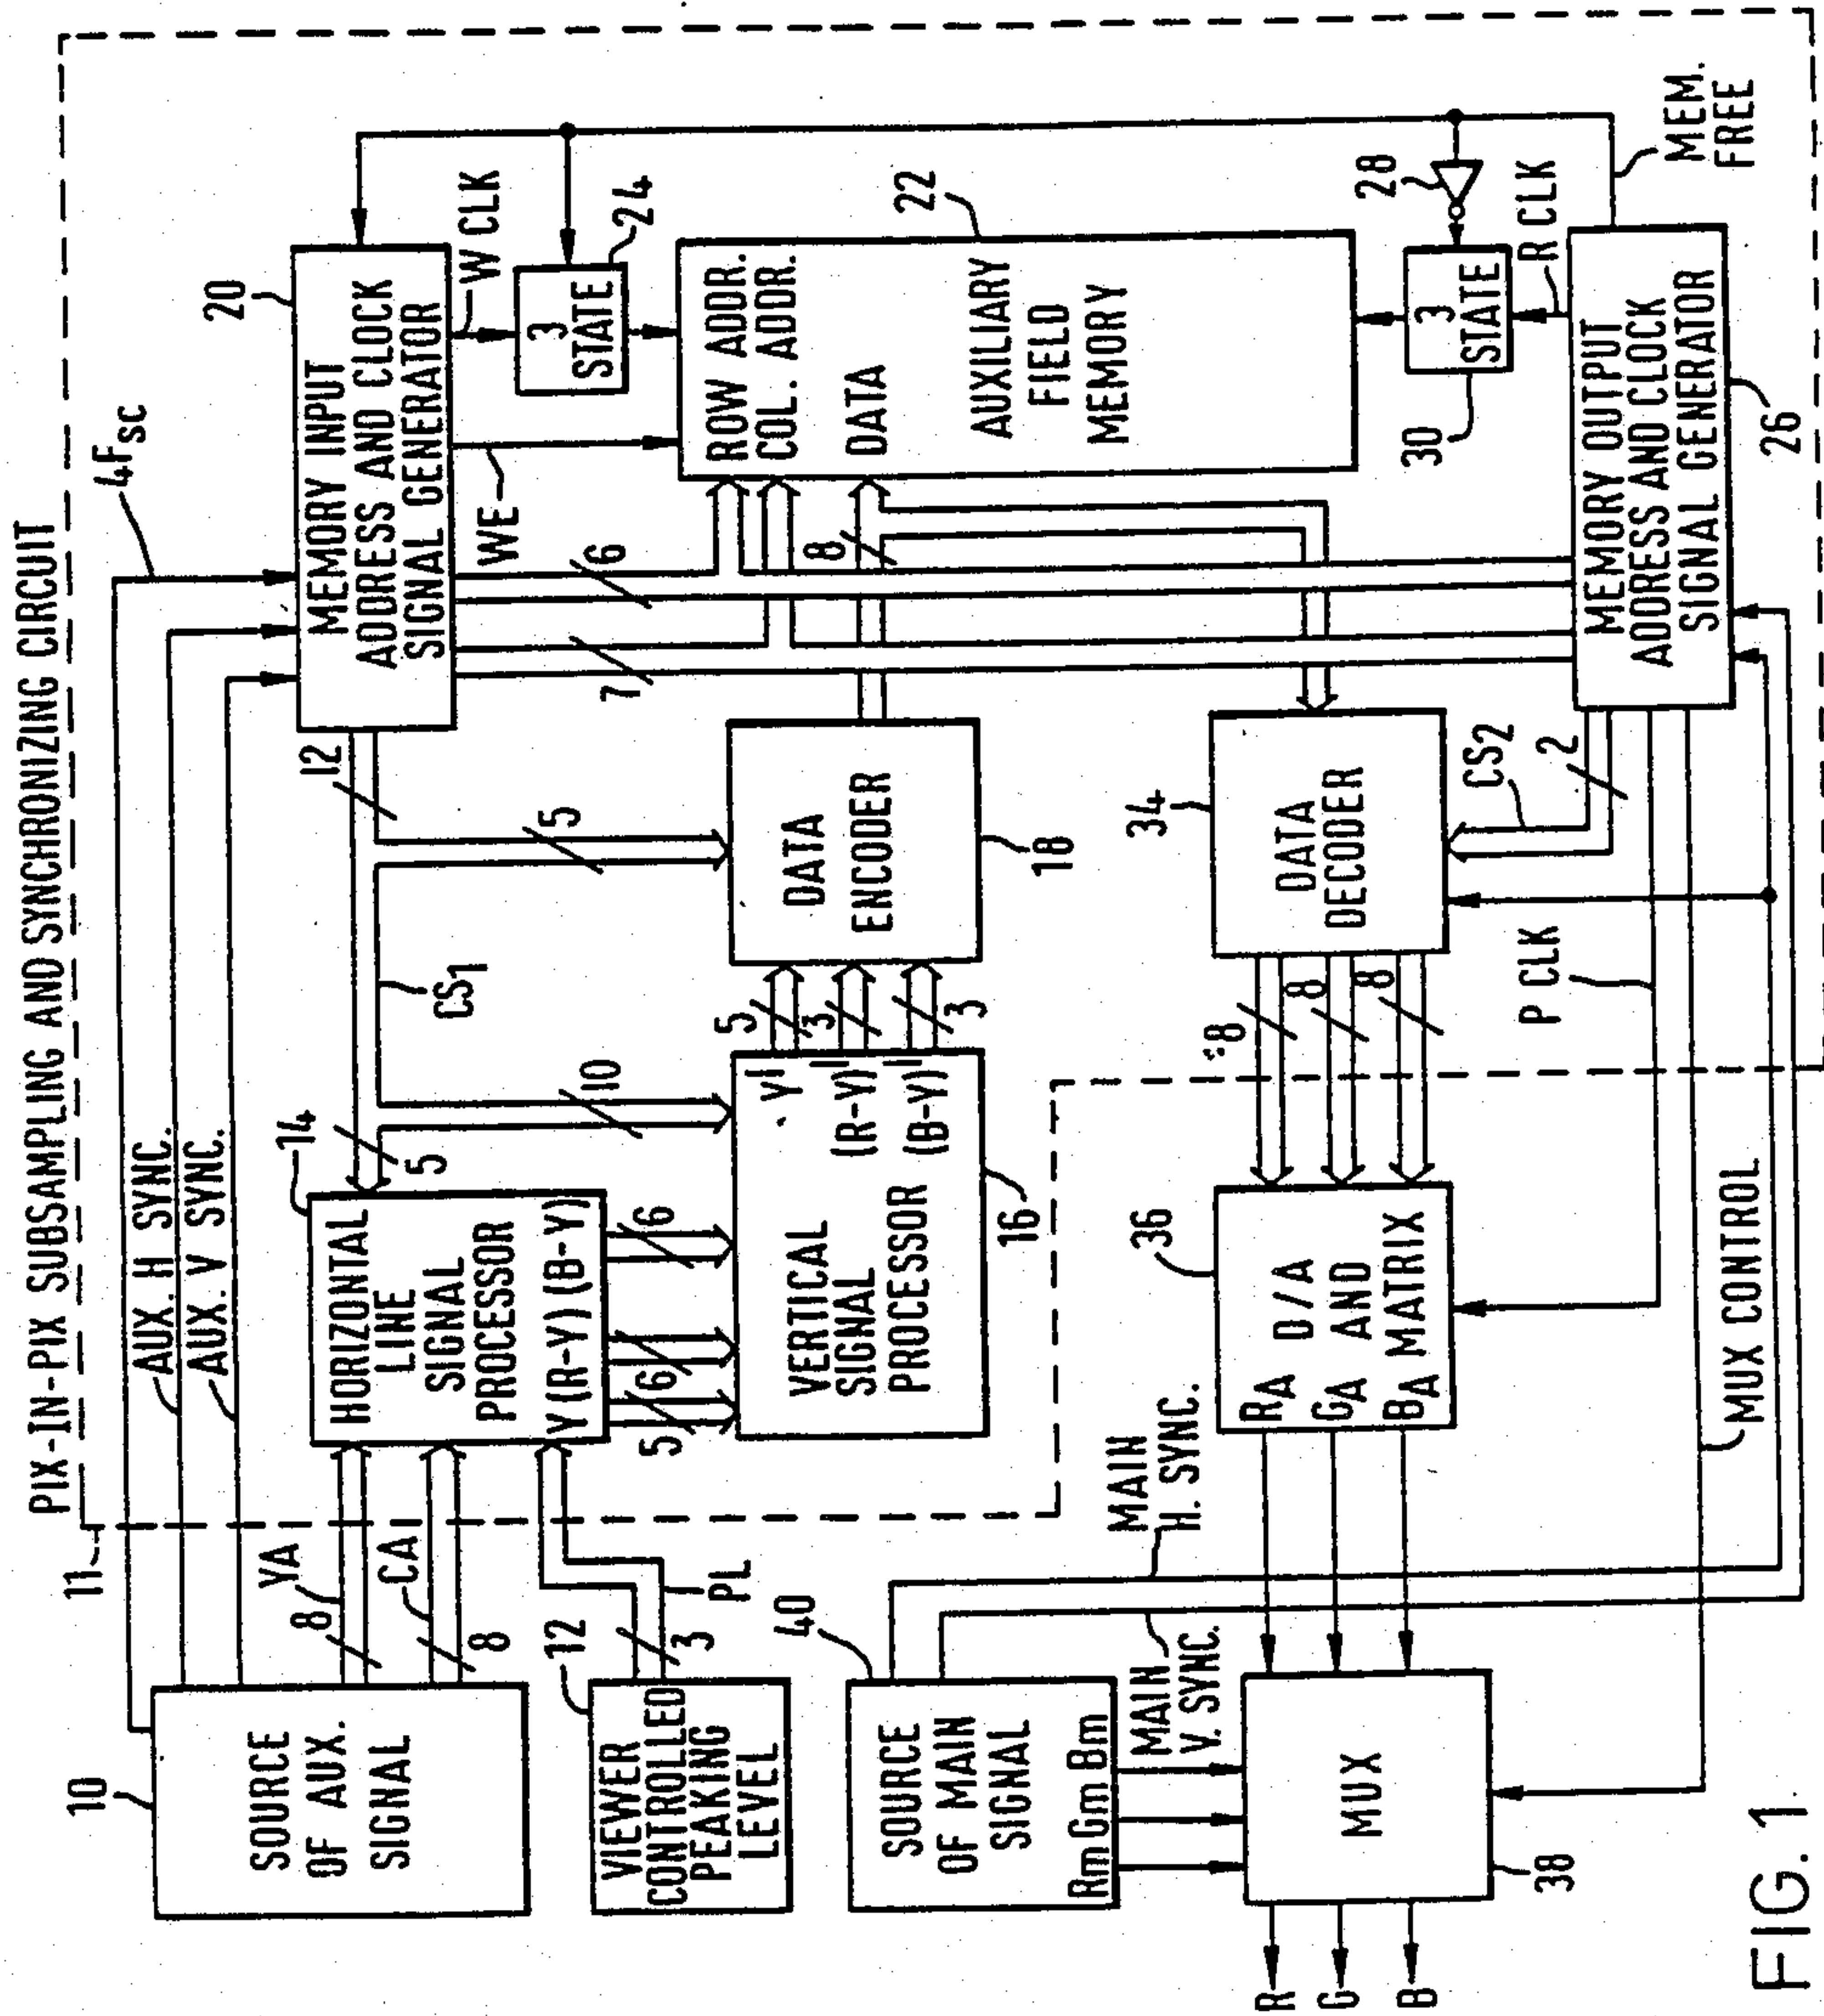 PIX-IN-PIX SUBSAMPLING AND SYNCHRONIZING CIRCUIT
11
4FSC
AUX. H SYNC.
AUX. V SYNC.
10
SOURCE
OF AUX.
SIGNAL
YA
8
CA
8
12
VIEWER
CONTROLLED
PEAKING
LEVEL
3
PL
14
HORIZONTAL
LINE
SIGNAL
PROCESSOR
Y (R-Y) (B-Y)
5
5
6
6
10
12
CS1
5
VERTICAL
SIGNAL
PROCESSOR
Y'
(R-Y)'
(B-Y)'
16
5
3
3
DATA
ENCODER
18
20
MEMORY INPUT
ADDRESS AND CLOCK
SIGNAL GENERATOR
7
6
WE
W CLK
3
STATE
24
8
ROW ADDR.
COL. ADDR.
DATA
AUXILIARY
FIELD
MEMORY
22
28
3
STATE
30
R CLK
MEM.
FREE
MEMORY OUTPUT
ADDRESS AND CLOCK
SIGNAL GENERATOR
26
34
DATA
DECODER
CS2
2
P CLK
8
8
8
36
D/A
AND
MATRIX
RA
GA
BA
MUX CONTROL
40
SOURCE
OF MAIN
SIGNAL
Rm Gm Bm
MAIN
H. SYNC.
MAIN
V. SYNC.
MUX
38
R
G
B
FIG. 1